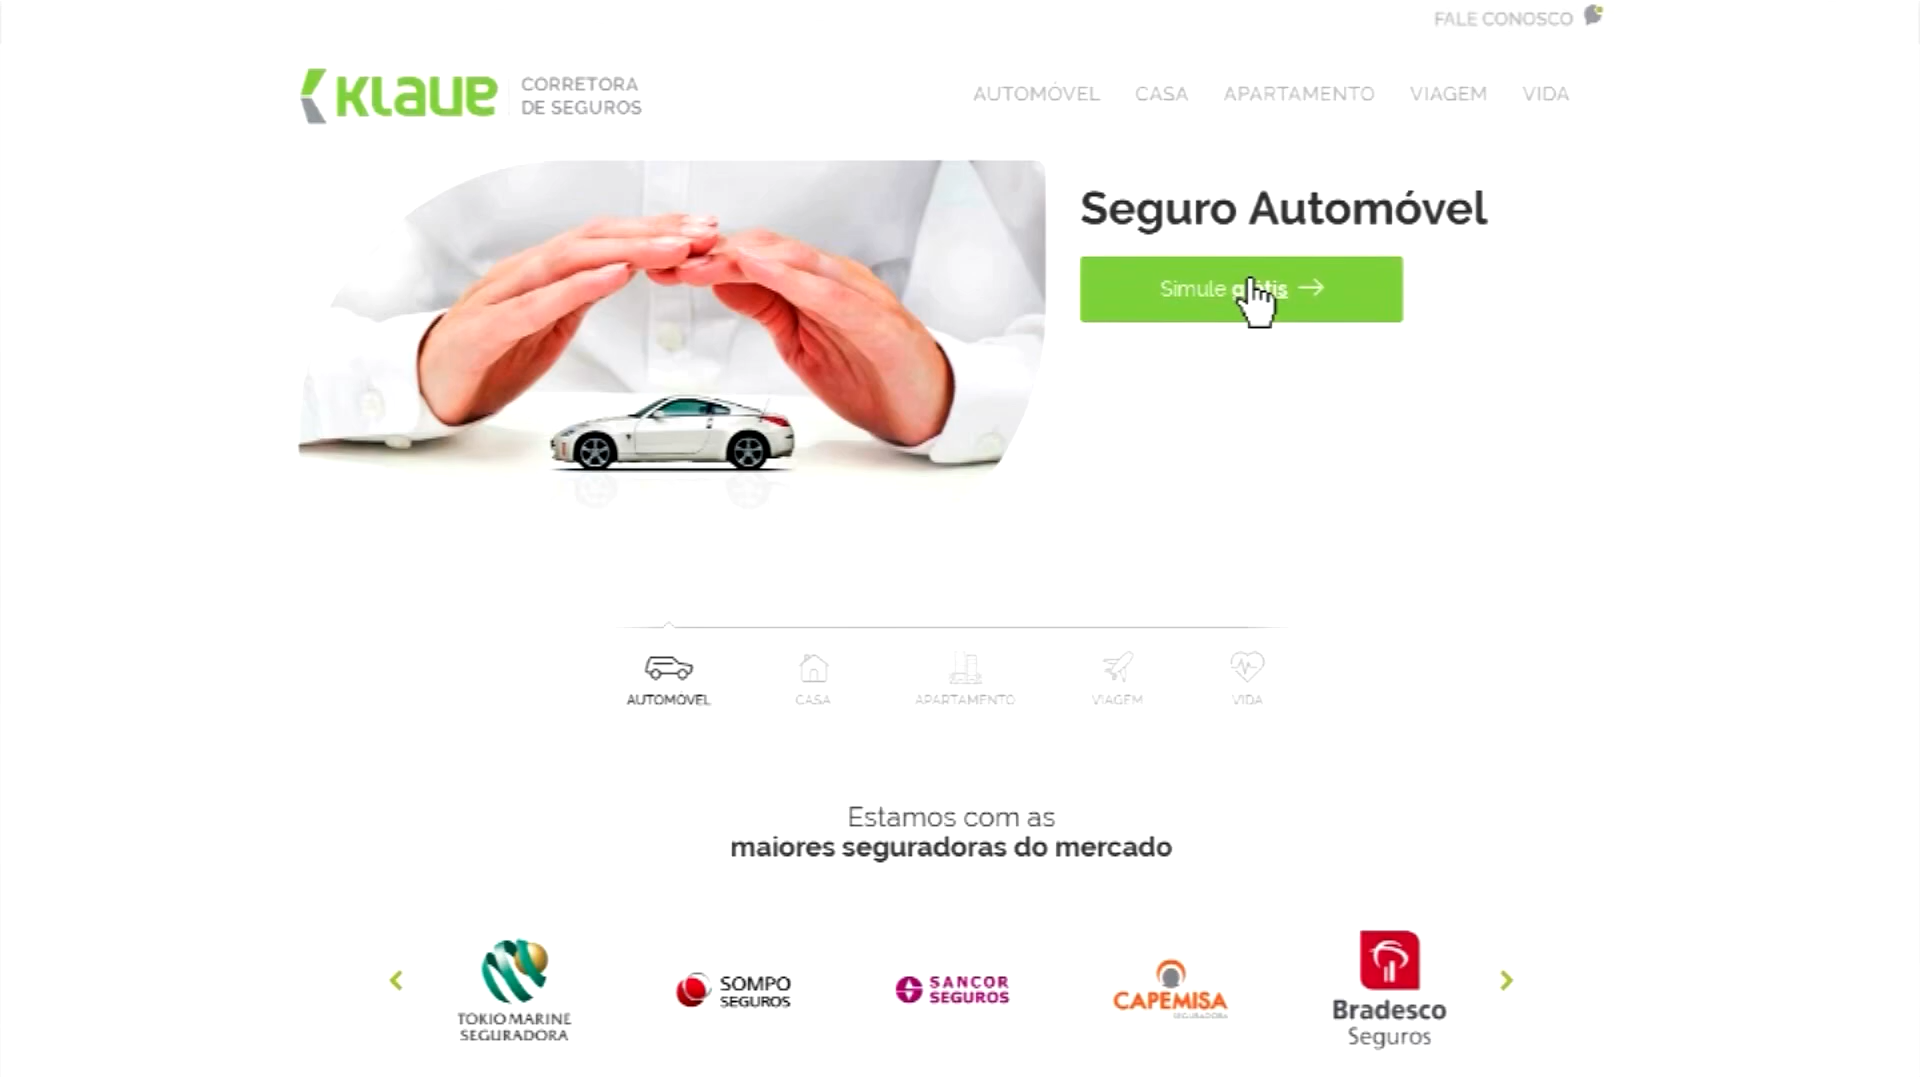 FALE CONOSCO
KLAUE
CORRETORA
DE SEGUROS
AUTOMÓVEL CASA APARTAMENTO VIAGEM VIDA
Seguro Automóvel
Simule
AUTOMÓVEL CASA APARTAMENTO VIAGEM VIDA
Estamos com as
maiores seguradoras do mercado
TOKIO MARINE
SEGURADORA
SOMPO
SEGUROS
SANCOR
SEGUROS
CAPEMISA
SEGURADORA
Bradesco
Seguros